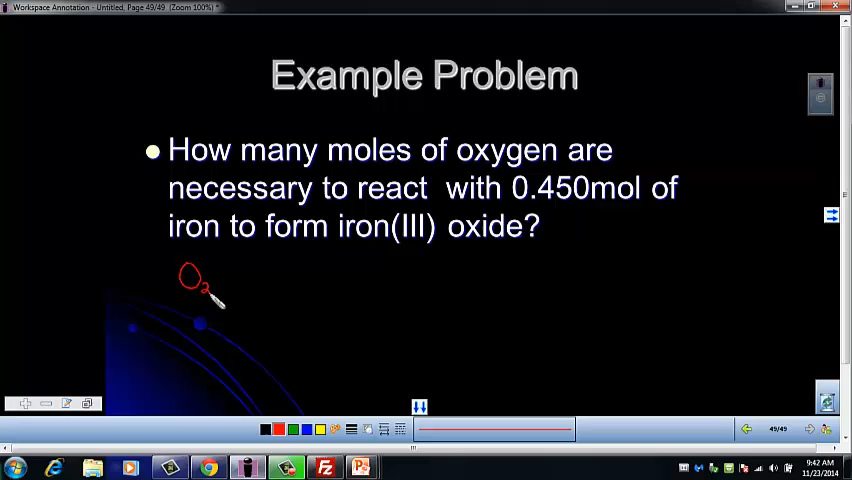 Workspace Annotation - Untitled, Page 49/49 (Zoom 100%) *
Example Problem
How many moles of oxygen are
necessary to react  with 0.450mol of
iron to form iron(III) oxide?
O2
49/49
9:42 AM
11/23/2014